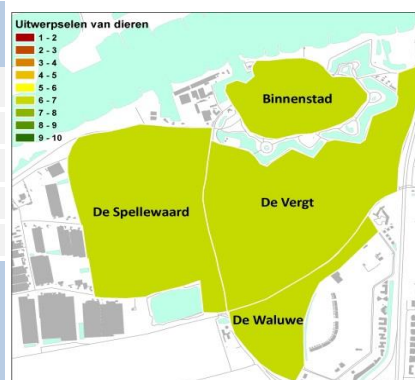 Uitwerpselen van dieren
1 - 2
2 - 3
3 - 4
4 - 5
5 - 6
6 - 7
7 - 8
8 - 9
9 - 10
Binnenstad
De Spellewaard
De Vergt
De Waluwe